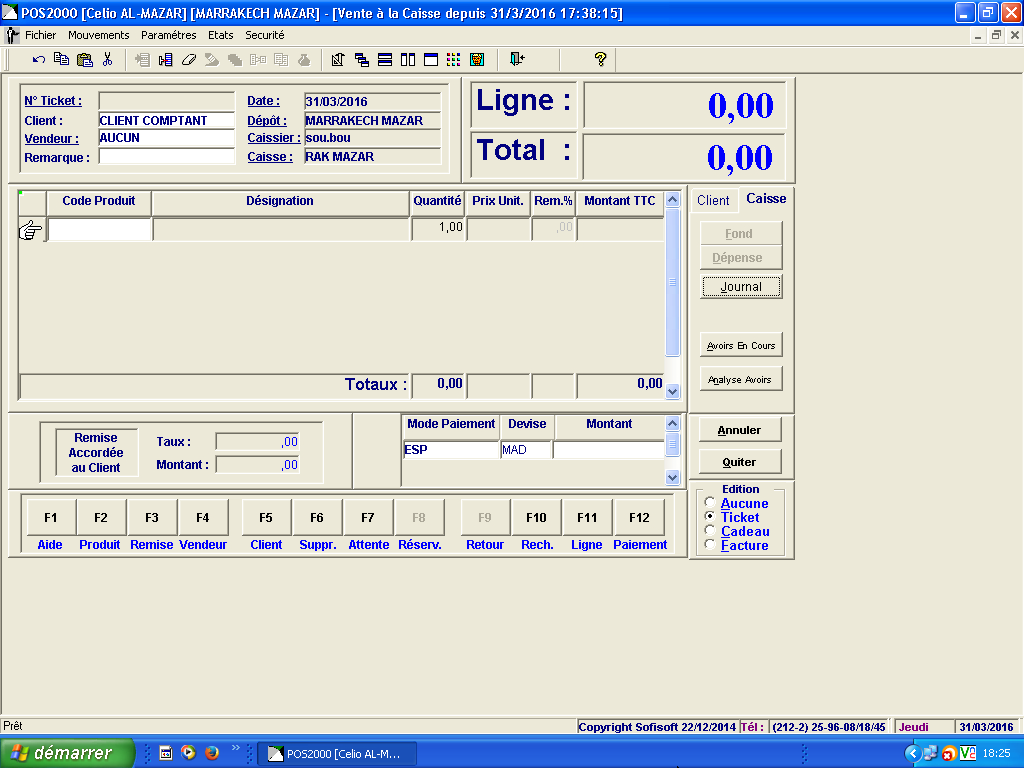 POS2000 [Celio AL-MAZAR] [MARRAKECH MAZAR] - [Vente à la Caisse depuis 31/3/2016 17:38:15]
Fichier Mouvements Paramètres Etats Securité
N° Ticket : Date : 31/03/2016
Client : CLIENT COMPTANT Dépôt : MARRAKECH MAZAR
Vendeur : AUCUN Caissier : sou.bou
Remarque : Caisse : RAK MAZAR
Ligne : 0,00
Total : 0,00
Code Produit Désignation Quantité Prix Unit. Rem.% Montant TTC
1,00 ,00
Totaux : 0,00 0,00
Client Caisse
Fond
Dépense
Journal
Avoirs En Cours
Analyse Avoirs
Remise
Accordée
au Client
Taux : ,00
Montant : ,00
Mode Paiement Devise Montant
ESP MAD
Annuler
Quiter
F1 F2 F3 F4 F5 F6 F7 F8 F9 F10 F11 F12
Aide Produit Remise Vendeur Client Suppr. Attente Réserv. Retour Rech. Ligne Paiement
Edition
Aucune
Ticket
Cadeau
Facture
Prêt
Copyright Sofisoft 22/12/2014 Tél : (212-2) 25-96-08/18/45 Jeudi 31/03/2016
démarrer POS2000 [Celio AL-M... 18:25